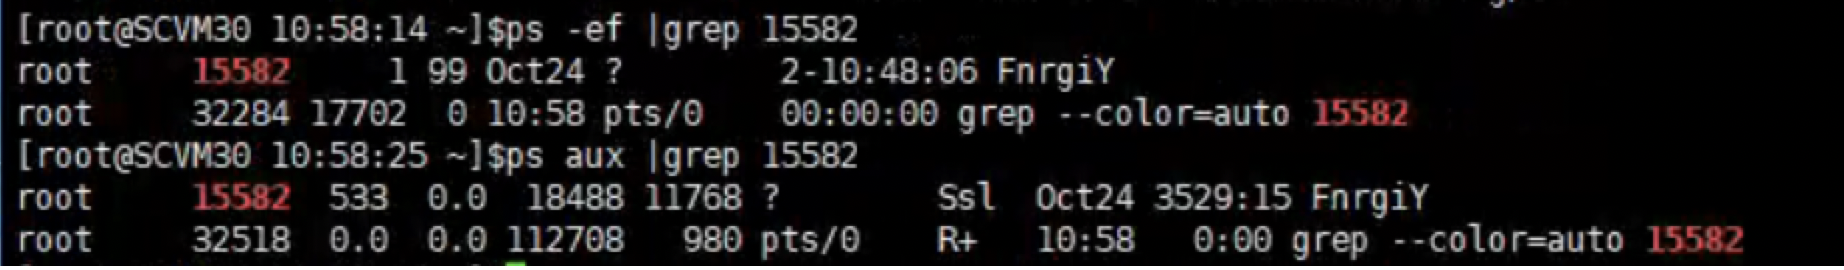 [root@SCVM30 10:58:14 ~]$ps -ef |grep 15582
root     15582     1 99 Oct24 ?        2-10:48:06 FnrgiY
root     32284 17702  0 10:58 pts/0    00:00:00 grep --color=auto 15582
[root@SCVM30 10:58:25 ~]$ps aux |grep 15582
root     15582  533  0.0  18488 11768 ?        Ssl  Oct24 3529:15 FnrgiY
root     32518  0.0  0.0 112708   980 pts/0    R+   10:58   0:00 grep --color=auto 15582